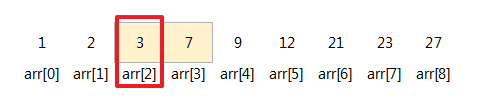 1 2 3 7 9 12 21 23 27
arr[0] arr[1] arr[2] arr[3] arr[4] arr[5] arr[6] arr[7] arr[8]